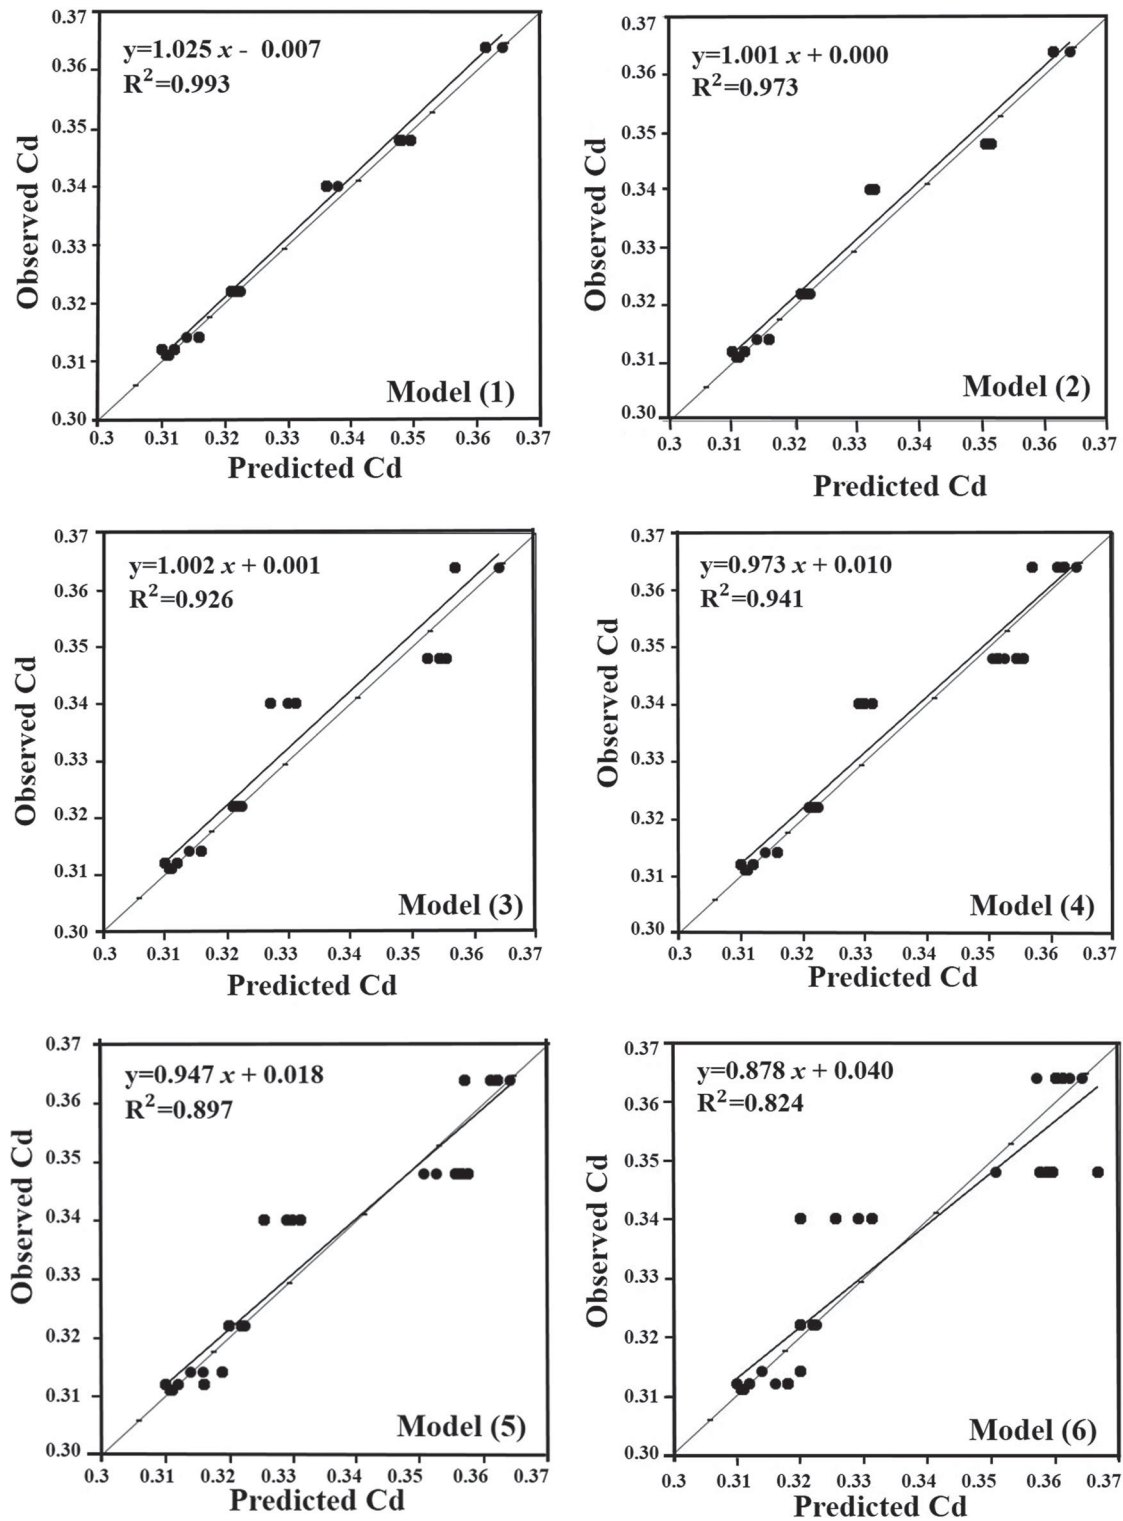 0.37
0.36
0.35
0.34
0.33
0.32
0.31
0.30
Observed Cd
y=1.025 x - 0.007
R²=0.993
Model (1)
0.3 0.31 0.32 0.33 0.34 0.35 0.36 0.37
Predicted Cd
0.37
0.36
0.35
0.34
0.33
0.32
0.31
0.30
Observed Cd
y=1.001 x + 0.000
R²=0.973
Model (2)
0.3 0.31 0.32 0.33 0.34 0.35 0.36 0.37
Predicted Cd
0.37
0.36
0.35
0.34
0.33
0.32
0.31
0.30
Observed Cd
y=1.002 x + 0.001
R²=0.926
Model (3)
0.3 0.31 0.32 0.33 0.34 0.35 0.36 0.37
Predicted Cd
0.37
0.36
0.35
0.34
0.33
0.32
0.31
0.30
Observed Cd
y=0.973 x + 0.010
R²=0.941
Model (4)
0.3 0.31 0.32 0.33 0.34 0.35 0.36 0.37
Predicted Cd
0.37
0.36
0.35
0.34
0.33
0.32
0.31
0.30
Observed Cd
y=0.947 x + 0.018
R²=0.897
Model (5)
0.3 0.31 0.32 0.33 0.34 0.35 0.36 0.37
Predicted Cd
0.37
0.36
0.35
0.34
0.33
0.32
0.31
0.30
Observed Cd
y=0.878 x + 0.040
R²=0.824
Model (6)
0.3 0.31 0.32 0.33 0.34 0.35 0.36 0.37
Predicted Cd